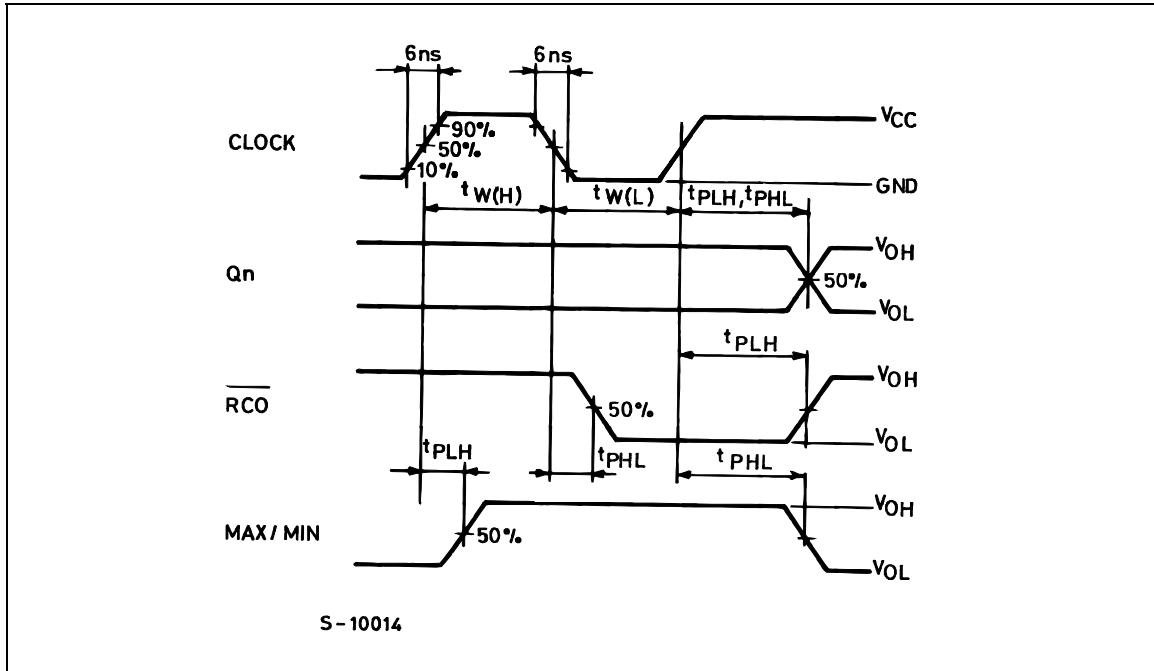 6ns 6ns
CLOCK
90%
50%
10%
VCC
GND
tW(H) tW(L) tPLH,tPHL
Qn
VOH
50%
VOL
tPLH
RCO
VOH
50%
VOL
tPLH tPHL tPHL
MAX/MIN
VOH
50%
VOL
S-10014